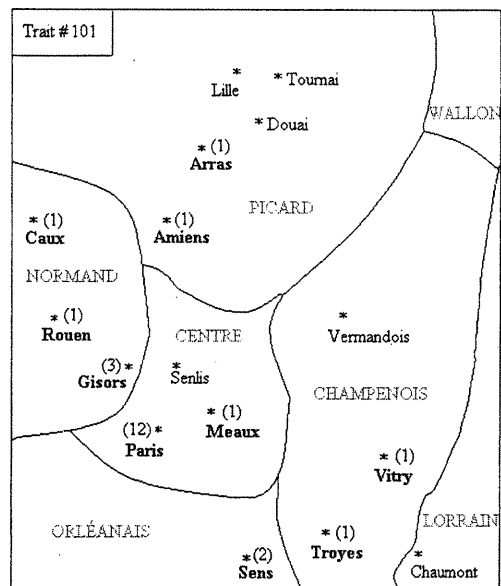 Trait # 101
* * Tournai
Lille
* Douai
WALLON
* (1)
Arras
PICARD
* (1)
Caux
* (1)
Amiens
NORMAND
* (1)
Rouen
CENTRE
*
Vermandois
(3) *
Gisors
*
Senlis
CHAMPENOIS
* (1)
Meaux
(12) *
Paris
* (1)
Vitry
LORRAIN
ORLÉANAIS
* (2)
Sens
* (1)
Troyes
*
Chaumont